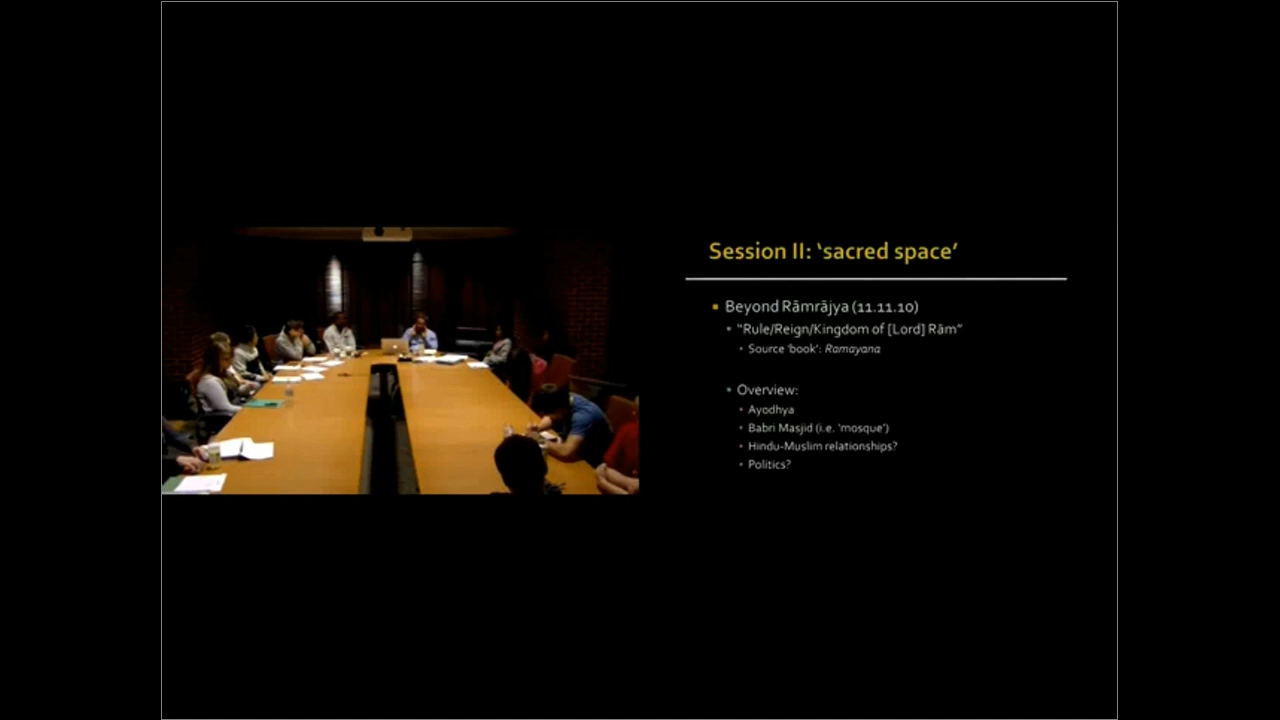 Session II: ‘sacred space’
Beyond Rāmrājya (11.11.10)
“Rule/Reign/Kingdom of [Lord] Rām”
Source ‘book’: Ramayana
Overview:
Ayodhya
Babri Masjid (i.e. ‘mosque’)
Hindu-Muslim relationships?
Politics?